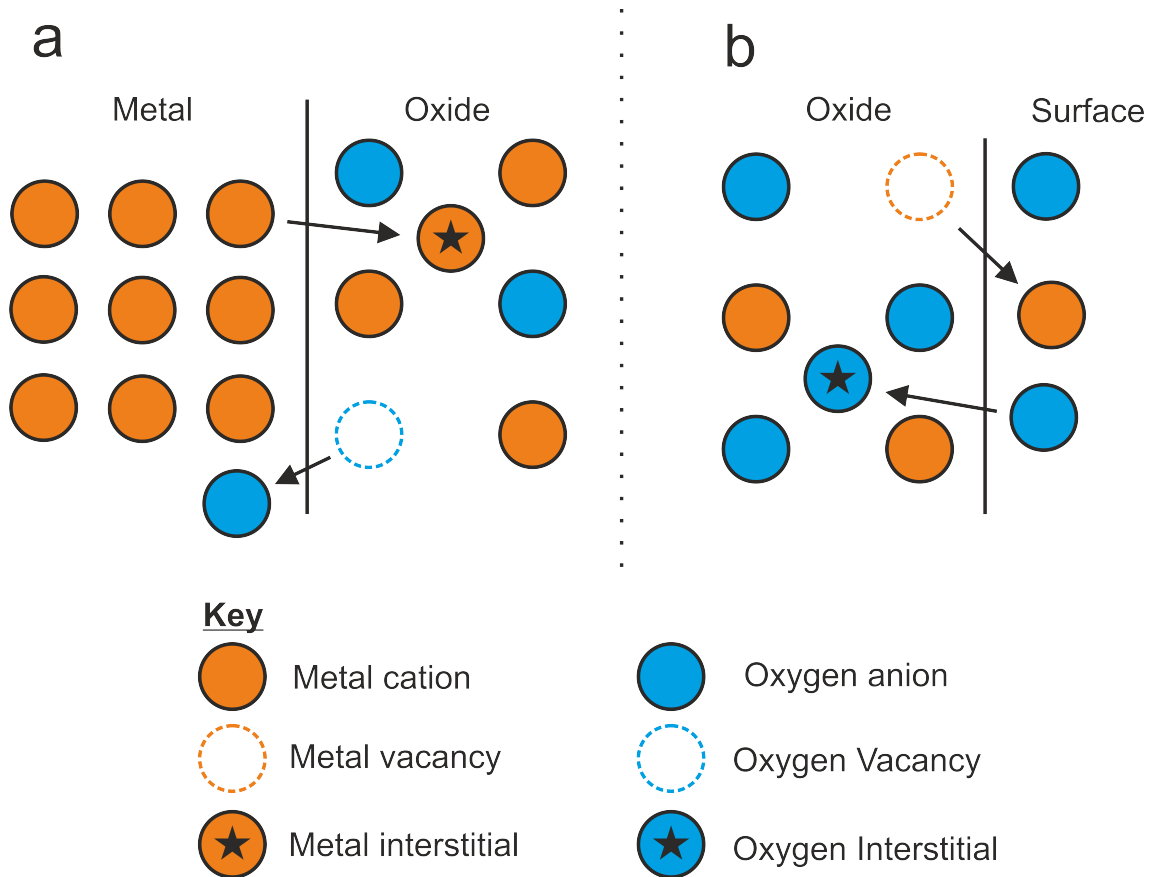 a
b
Metal
Oxide
Oxide
Surface
Key
Metal cation
Oxygen anion
Metal vacancy
Oxygen Vacancy
Metal interstitial
Oxygen Interstitial